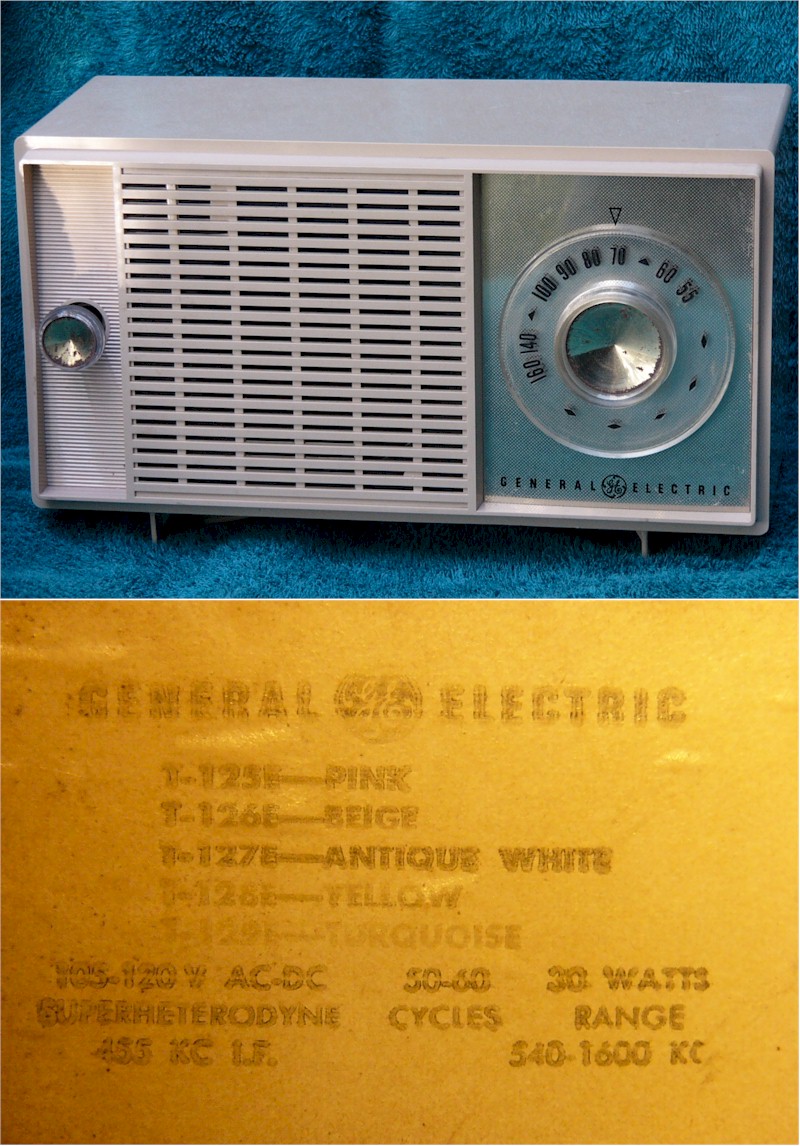 160 140 100 90 80 70 60 55
GENERAL GE ELECTRIC
GENERAL GE ELECTRIC
T-125E—PINK
T-126E—BEIGE
T-127E—ANTIQUE WHITE
T-128E—YELLOW
T-129E—TURQUOISE
105-120 V AC-DC 50-60 30 WATTS
SUPERHETERODYNE CYCLES RANGE
455 KC I.F. 540-1600 KC